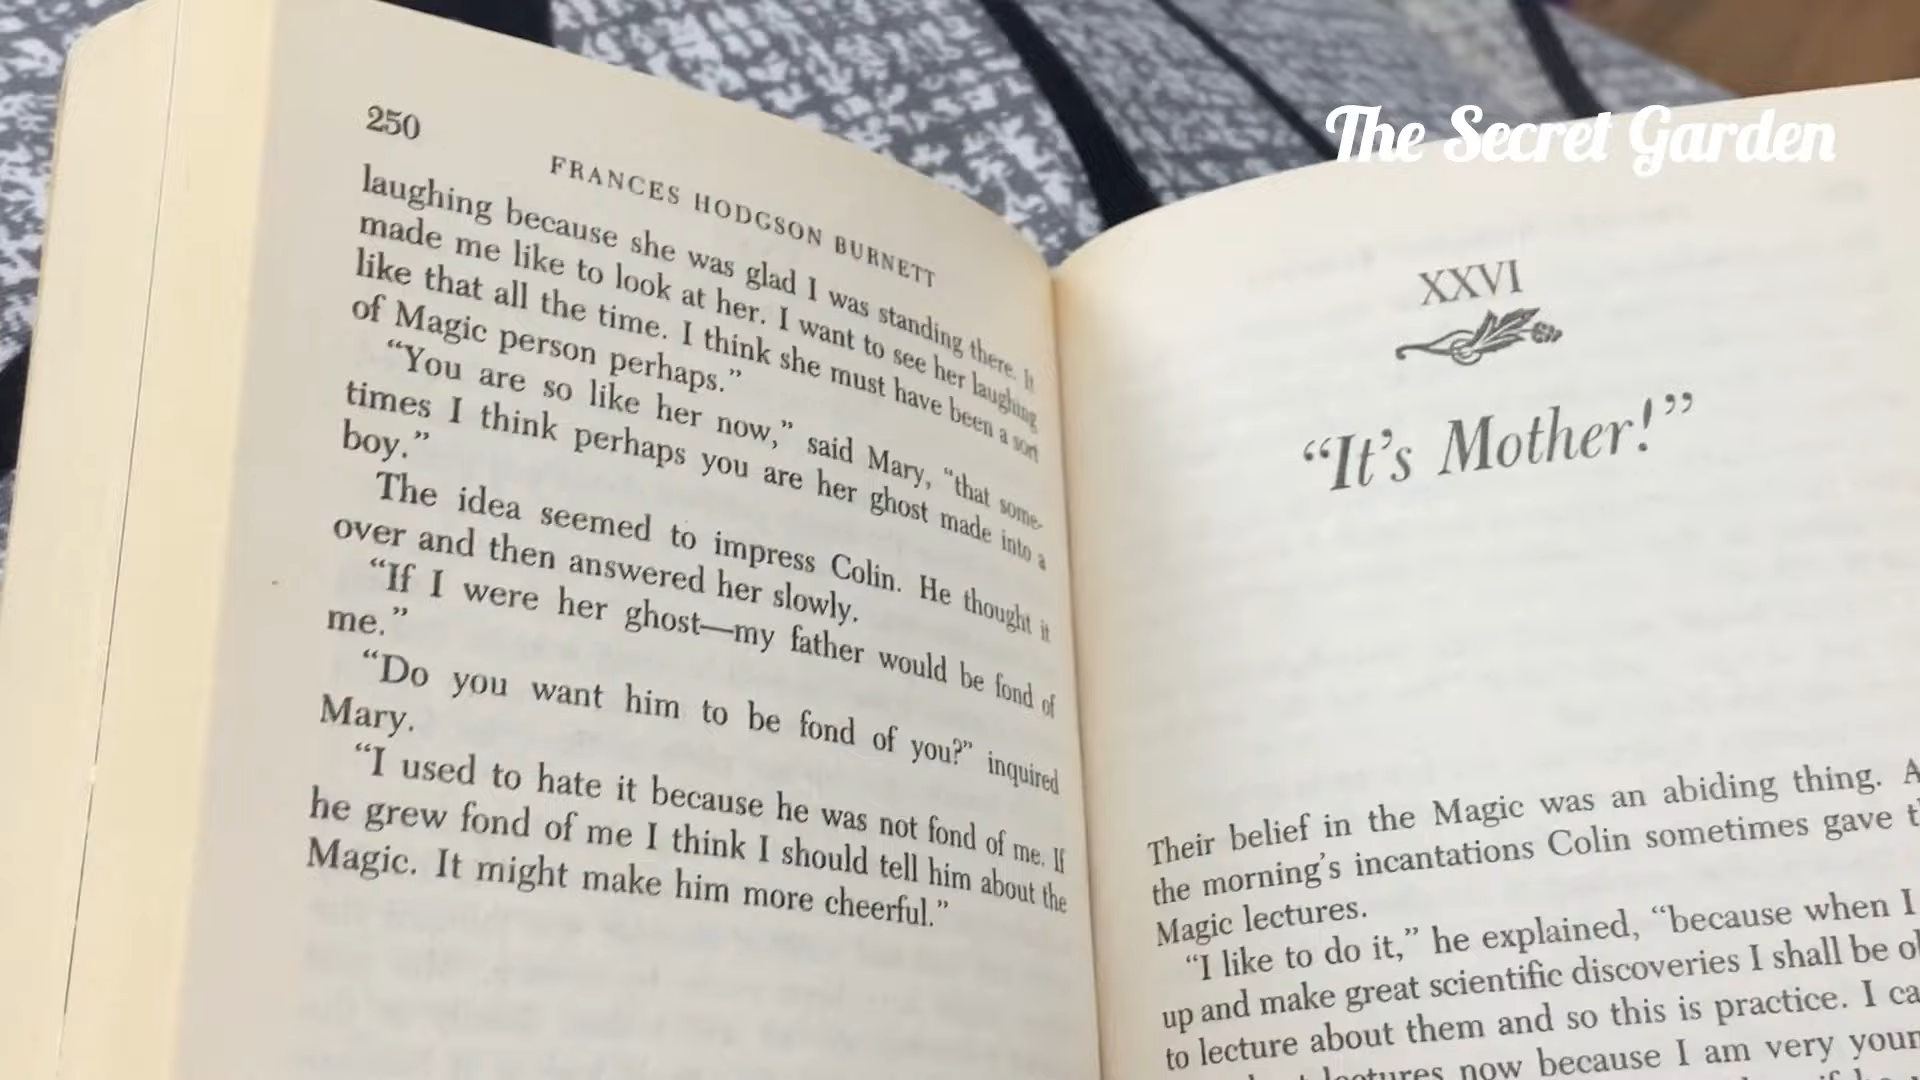 The Secret Garden
250
FRANCES HODGSON BURNETT
laughing because she was glad I was standing there. It
made me like to look at her. I want to see her laughing
like that all the time. I think she must have been a sort
of Magic person perhaps.”
“You are so like her now,” said Mary, “that some-
times I think perhaps you are her ghost made into a
boy.”
The idea seemed to impress Colin. He thought it
over and then answered her slowly.
“If I were her ghost—my father would be fond of
me.”
“Do you want him to be fond of you?” inquired
Mary.
“I used to hate it because he was not fond of me. If
he grew fond of me I think I should tell him about the
Magic. It might make him more cheerful.”
XXVI
“It’s Mother!”
Their belief in the Magic was an abiding thing. A
the morning’s incantations Colin sometimes gave t
Magic lectures.
“I like to do it,” he explained, “because when I
up and make great scientific discoveries I shall be o
to lecture about them and so this is practice. I ca
lectures now because I am very youn